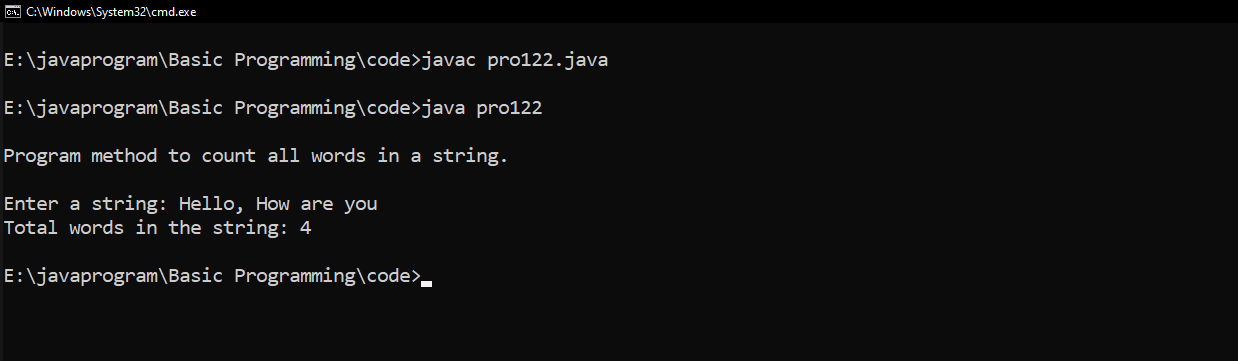 C:\Windows\System32\cmd.exe
E:\javaprogram\Basic Programming\code>javac pro122.java
E:\javaprogram\Basic Programming\code>java pro122
Program method to count all words in a string.
Enter a string: Hello, How are you
Total words in the string: 4
E:\javaprogram\Basic Programming\code>